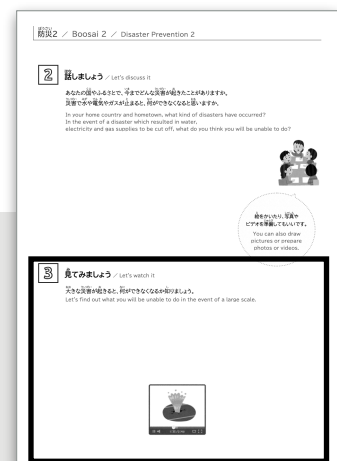 防災2 / Boosai 2 / Disaster Prevention 2
2 話しましょう / Let's discuss it
あなたの国やふるさとで、今までどんな災害が起きたことがありますか。
災害で水や電気やガスが止まると、何ができなくなると思いますか。
In your home country and hometown, what kind of disasters have occurred?
In the event of a disaster which resulted in water,
electricity and gas supplies to be cut off, what do you think you will be unable to do?
絵をかいたり、写真や
ビデオを準備してもいいです。
You can also draw
pictures or prepare
photos or videos.
3 見てみましょう / Let's watch it
大きな災害が起きると、何ができなくなるか知りましょう。
Let's find out what you will be unable to do in the event of a large scale.